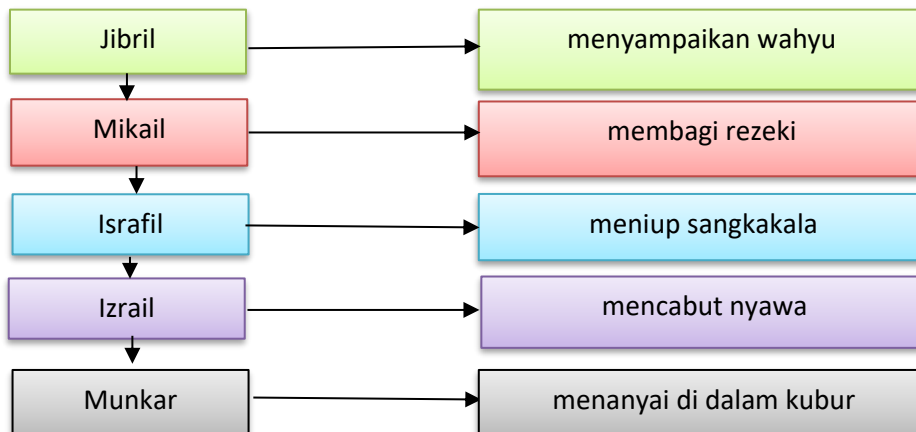 Jibril
menyampaikan wahyu
Mikail
membagi rezeki
Israfil
meniup sangkakala
Izrail
mencabut nyawa
Munkar
menanyai di dalam kubur